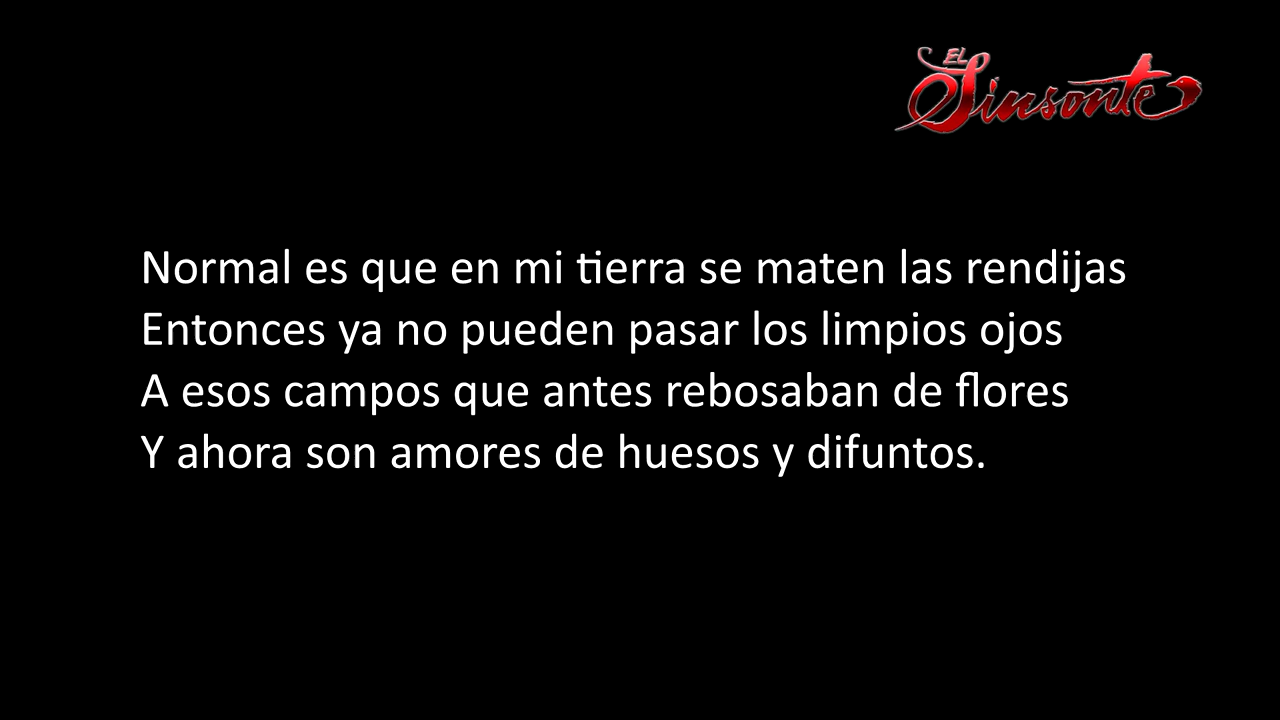 EL
Sinsonte
Normal es que en mi tierra se maten las rendijas
Entonces ya no pueden pasar los limpios ojos
A esos campos que antes rebosaban de flores
Y ahora son amores de huesos y difuntos.